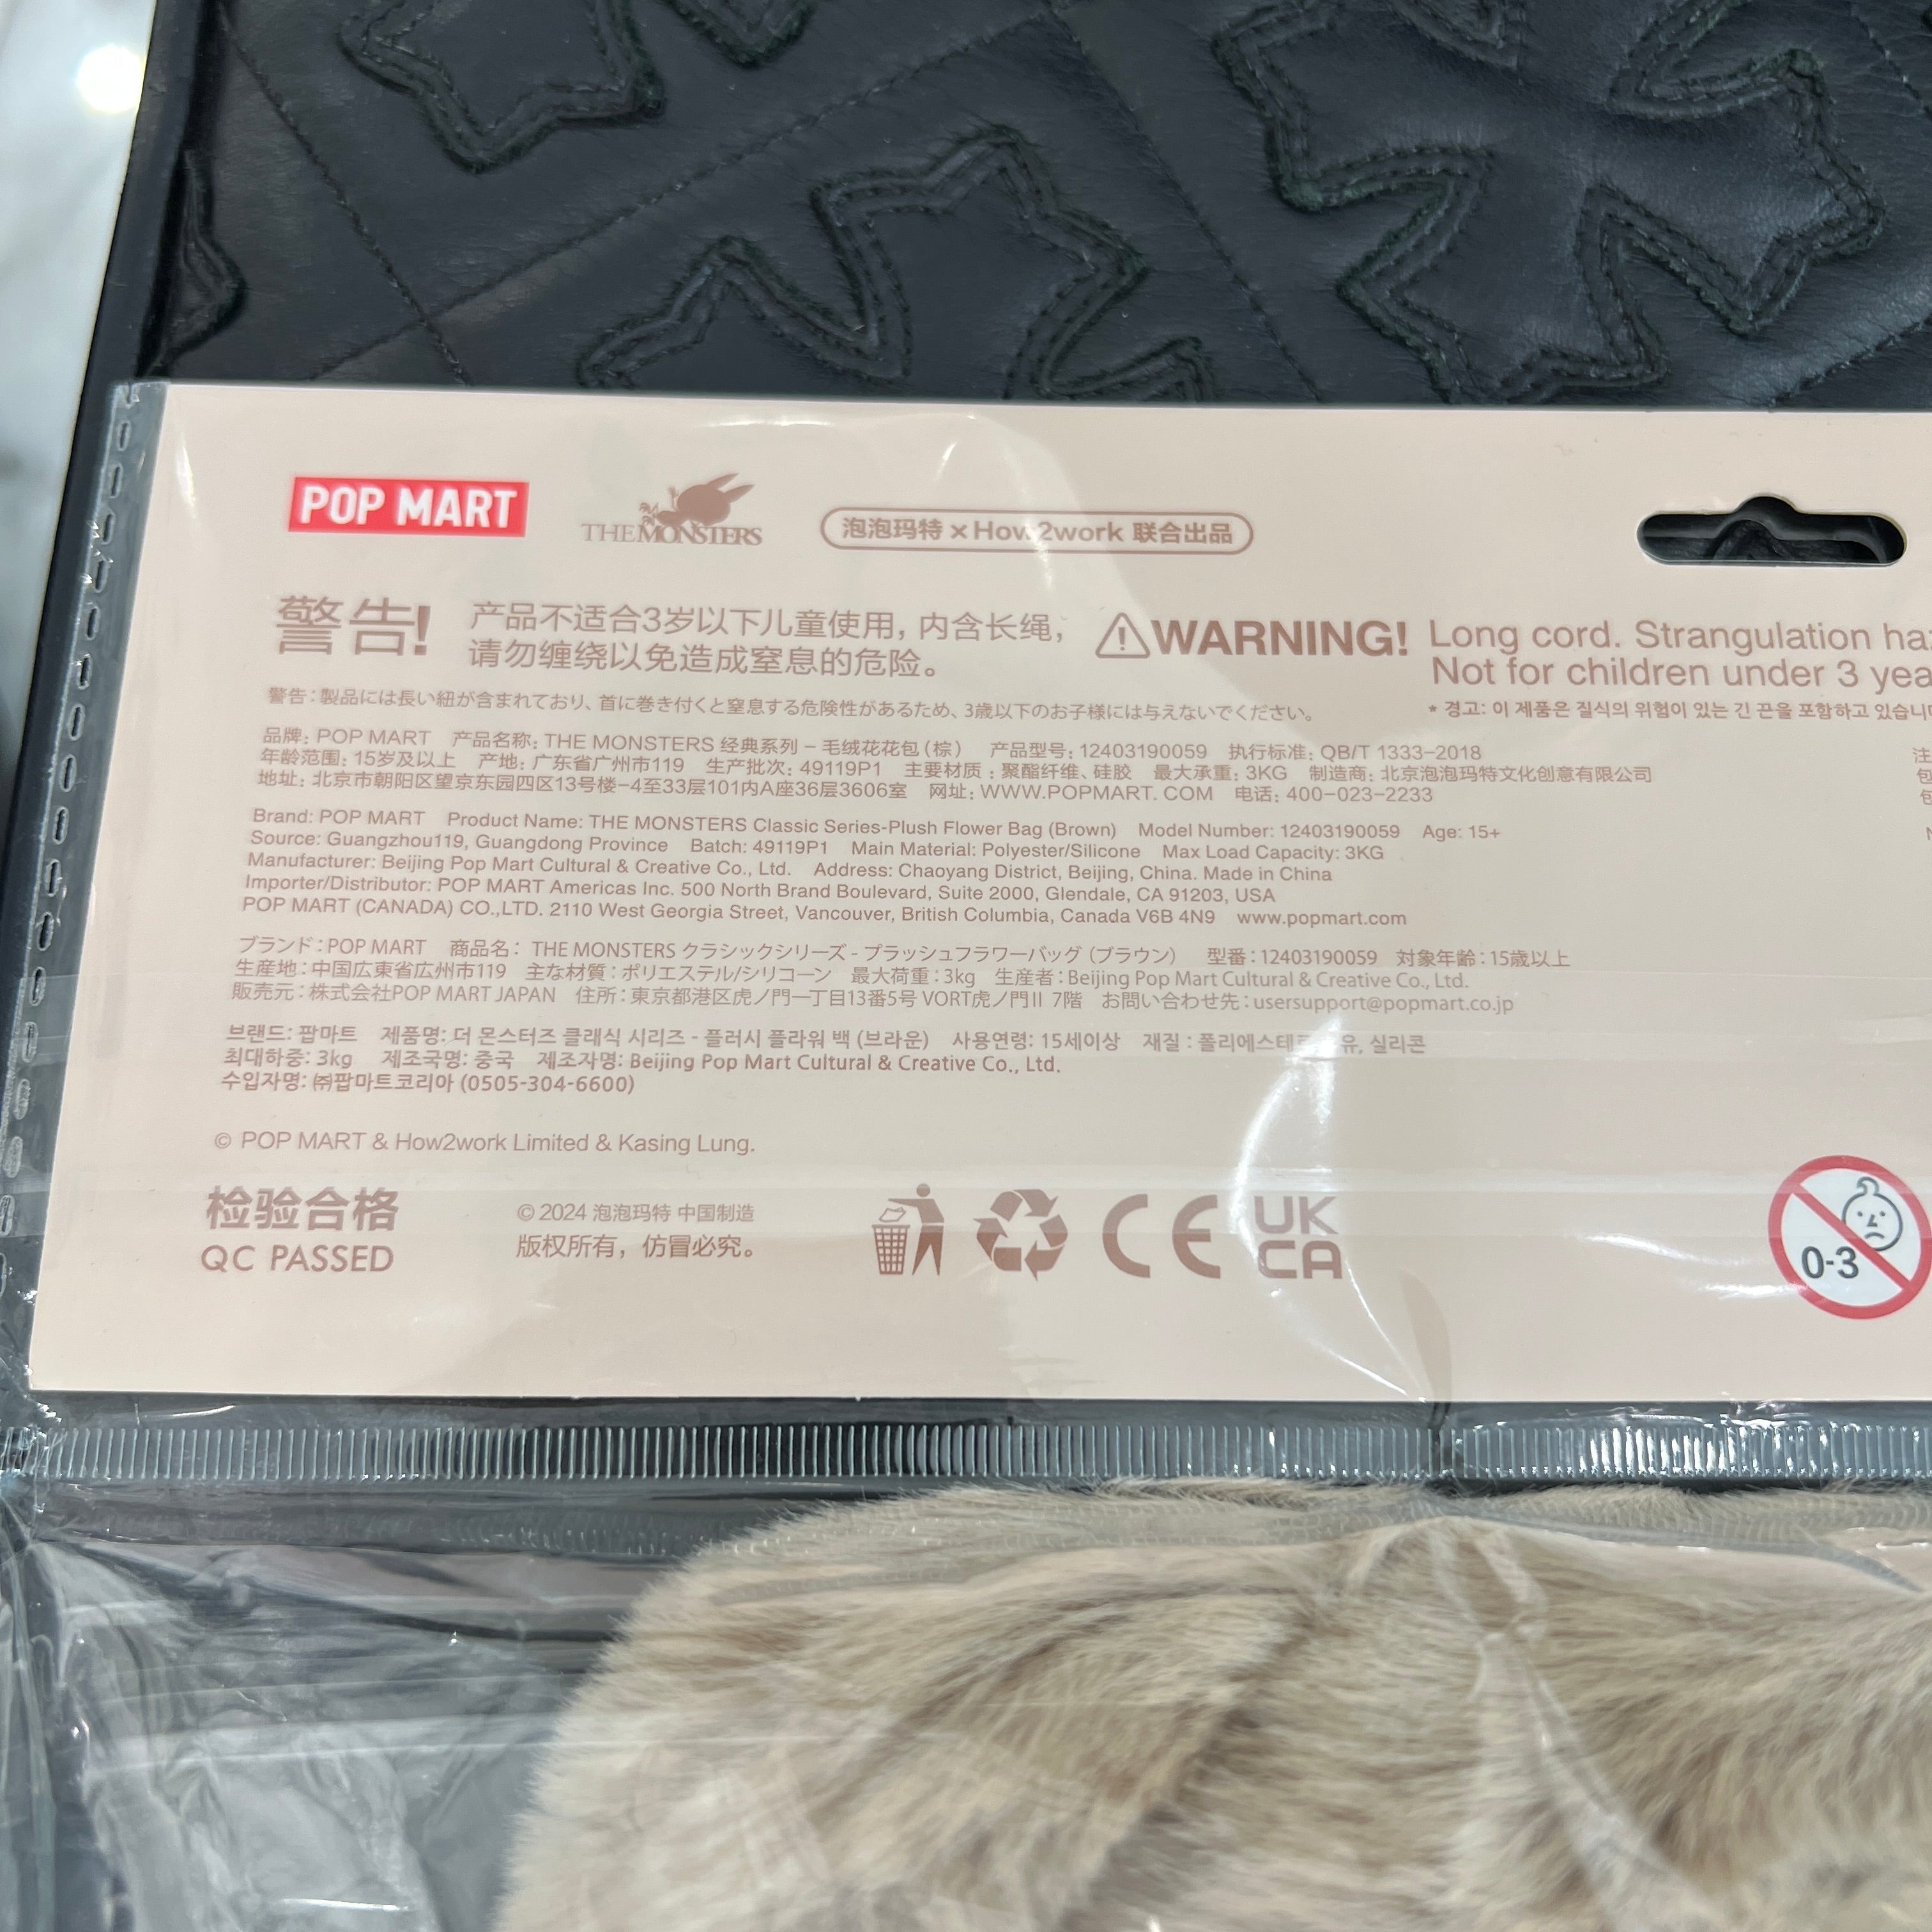 POP MART
THE MONSTERS
泡泡玛特 × How2work 联合出品
警告!
产品不适合3岁以下儿童使用，内含长绳，
请勿缠绕以免造成窒息的危险。
WARNING!
Long cord. Strangulation
Not for children under 3
警告：製品には長い紐が含まれており、首に巻き付くと窒息する危険性があるため、3歳以下のお子様には与えないでください。
* 경고: 이 제품은 질식의 위험이 있는 긴 끈을 포함하고
品牌: POP MART 产品名称: THE MONSTERS 经典系列 – 毛绒花花包（棕） 产品型号: 12403190059 执行标准: QB/T 1333-2018
年龄范围: 15岁及以上 产地: 广东省广州市119 生产批次: 49119P1 主要材质：聚酯纤维、硅胶 最大承重: 3KG 制造商: 北京泡泡玛特文化创意有限公司
地址: 北京市朝阳区望京东园四区13号楼-4至33层101内A座36层3606室 网址: WWW.POPMART. COM 电话: 400-023-2233
Brand: POP MART Product Name: THE MONSTERS Classic Series-Plush Flower Bag (Brown) Model Number: 12403190059 Age: 15+
Source: Guangzhou119, Guangdong Province Batch: 49119P1 Main Material: Polyester/Silicone Max Load Capacity: 3KG
Manufacturer: Beijing Pop Mart Cultural & Creative Co., Ltd. Address: Chaoyang District, Beijing, China. Made in China
Importer/Distributor: POP MART Americas Inc. 500 North Brand Boulevard, Suite 2000, Glendale, CA 91203, USA
POP MART (CANADA) CO.,LTD. 2110 West Georgia Street, Vancouver, British Columbia, Canada V6B 4N9 www.popmart.com
ブランド：POP MART 商品名： THE MONSTERS クラシックシリーズ - プラッシュフラワーバッグ（ブラウン） 型番：12403190059 対象年齢：15歳以上
生産地：中国広東省広州市119 主な材質：ポリエステル/シリコーン 最大荷重：3kg 生産者：Beijing Pop Mart Cultural & Creative Co., Ltd.
販売元：株式会社POP MART JAPAN 住所：東京都港区虎ノ門一丁目13番5号 VORT虎ノ門II 7階 お問い合わせ先：usersupport@popmart.co.jp
브랜드: 팝마트 제품명: 더 몬스터즈 클래식 시리즈 - 플러시 플라워 백 (브라운) 사용연령: 15세이상 재질 : 실리콘
최대하중: 3kg 제조국명: 중국 제조자명: Beijing Pop Mart Cultural & Creative Co., Ltd.
수입자명: ㈜팝마트코리아 (0505-304-6600)
© POP MART & How2work Limited & Kasing Lung.
检验合格
QC PASSED
© 2024 泡泡玛特 中国制造
版权所有，仿冒必究。
CE
UK
CA
0-3